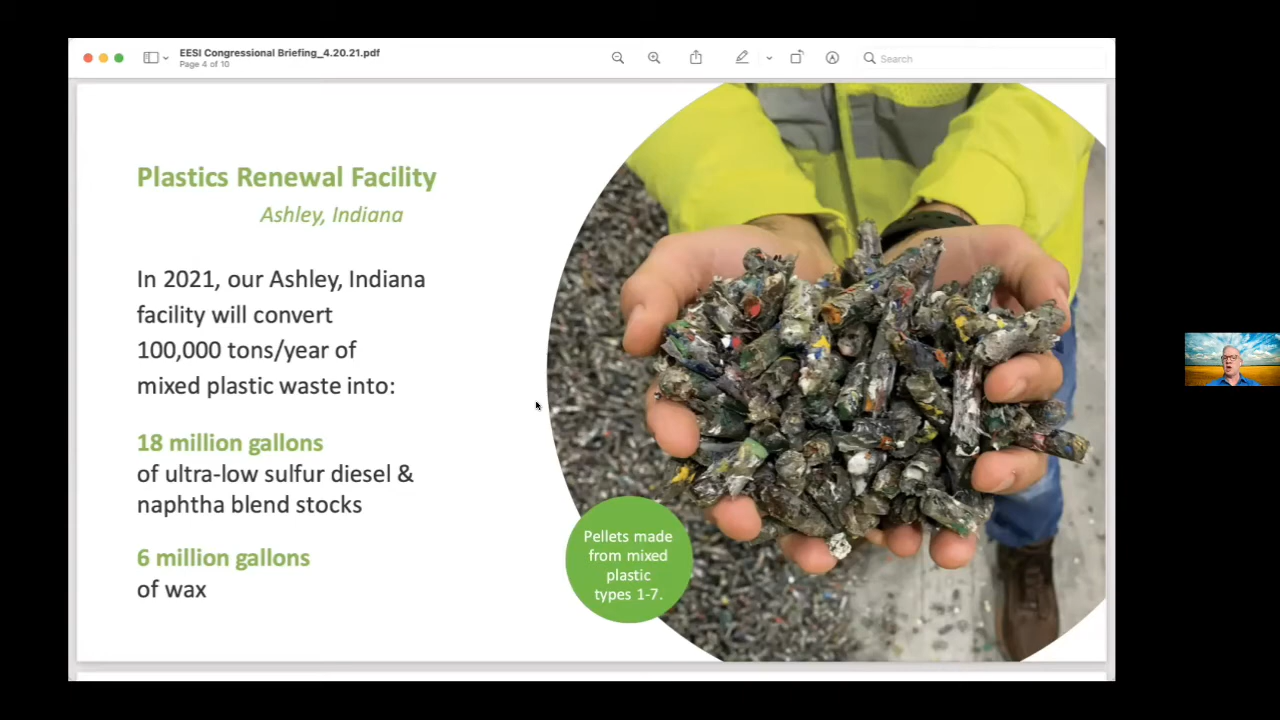 EESI Congressional Briefing_4.20.21.pdf
Page 4 of 10
Search
Plastics Renewal Facility
Ashley, Indiana
In 2021, our Ashley, Indiana
facility will convert
100,000 tons/year of
mixed plastic waste into:
18 million gallons
of ultra-low sulfur diesel &
naphtha blend stocks
6 million gallons
of wax
Pellets made
from mixed
plastic
types 1-7.